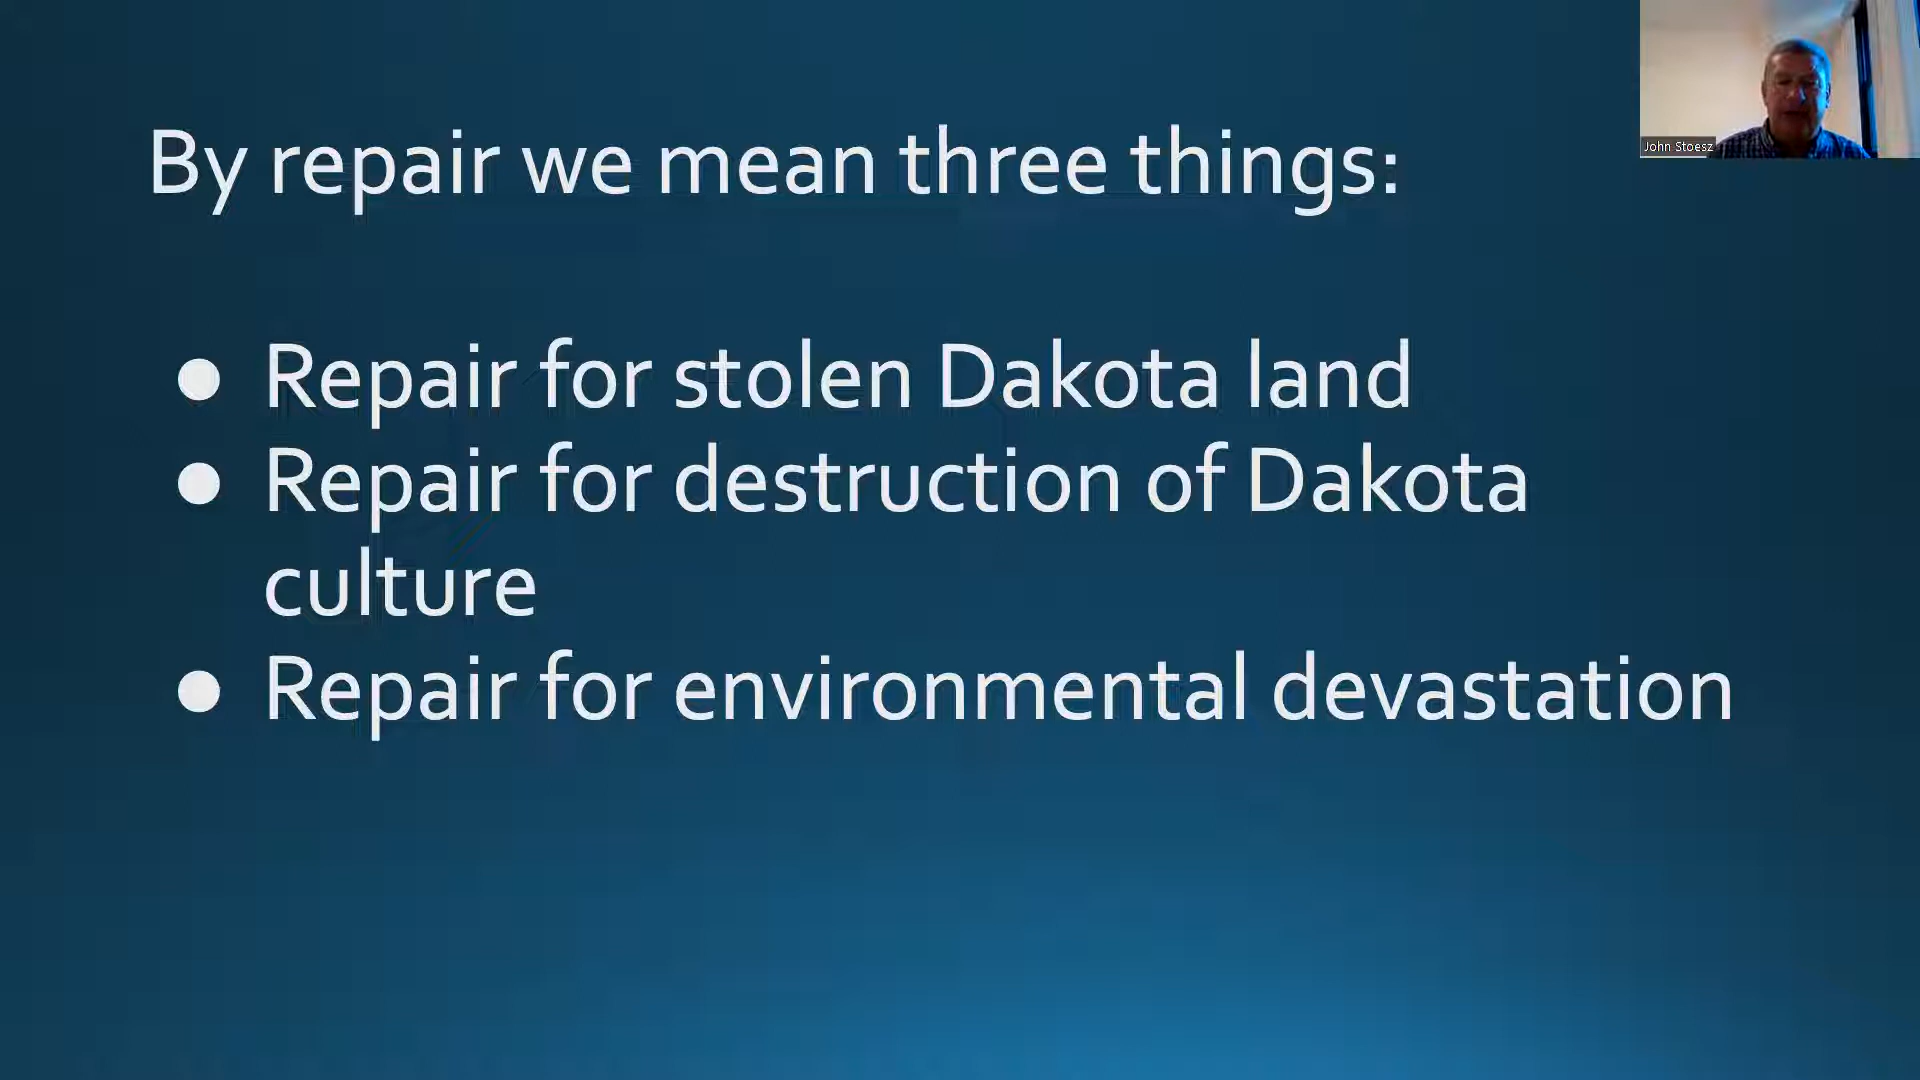 By repair we mean three things:
● Repair for stolen Dakota land
● Repair for destruction of Dakota
culture
● Repair for environmental devastation
John Stoesz